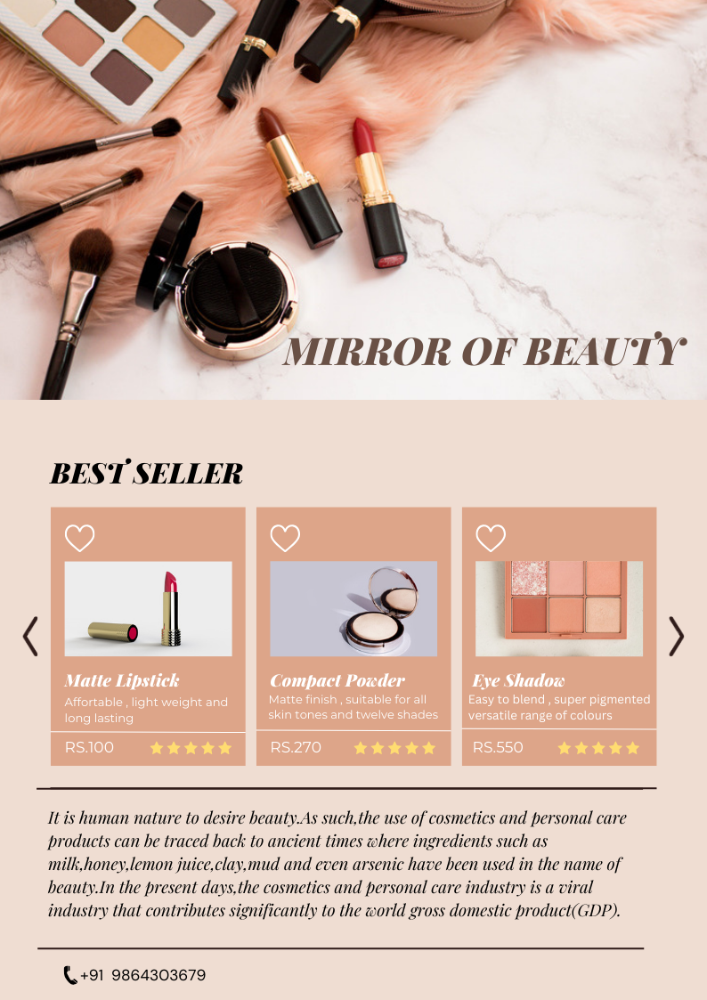 MIRROR OF BEAUTY
BEST SELLER
Matte Lipstick
Affortable , light weight and
long lasting
RS.100
Compact Powder
Matte finish , suitable for all
skin tones and twelve shades
RS.270
Eye Shadow
Easy to blend , super pigmented
versatile range of colours
RS.550
It is human nature to desire beauty.As such,the use of cosmetics and personal care
products can be traced back to ancient times where ingredients such as
milk,honey,lemon juice,clay,mud and even arsenic have been used in the name of
beauty.In the present days,the cosmetics and personal care industry is a viral
industry that contributes significantly to the world gross domestic product(GDP).
+91 9864303679